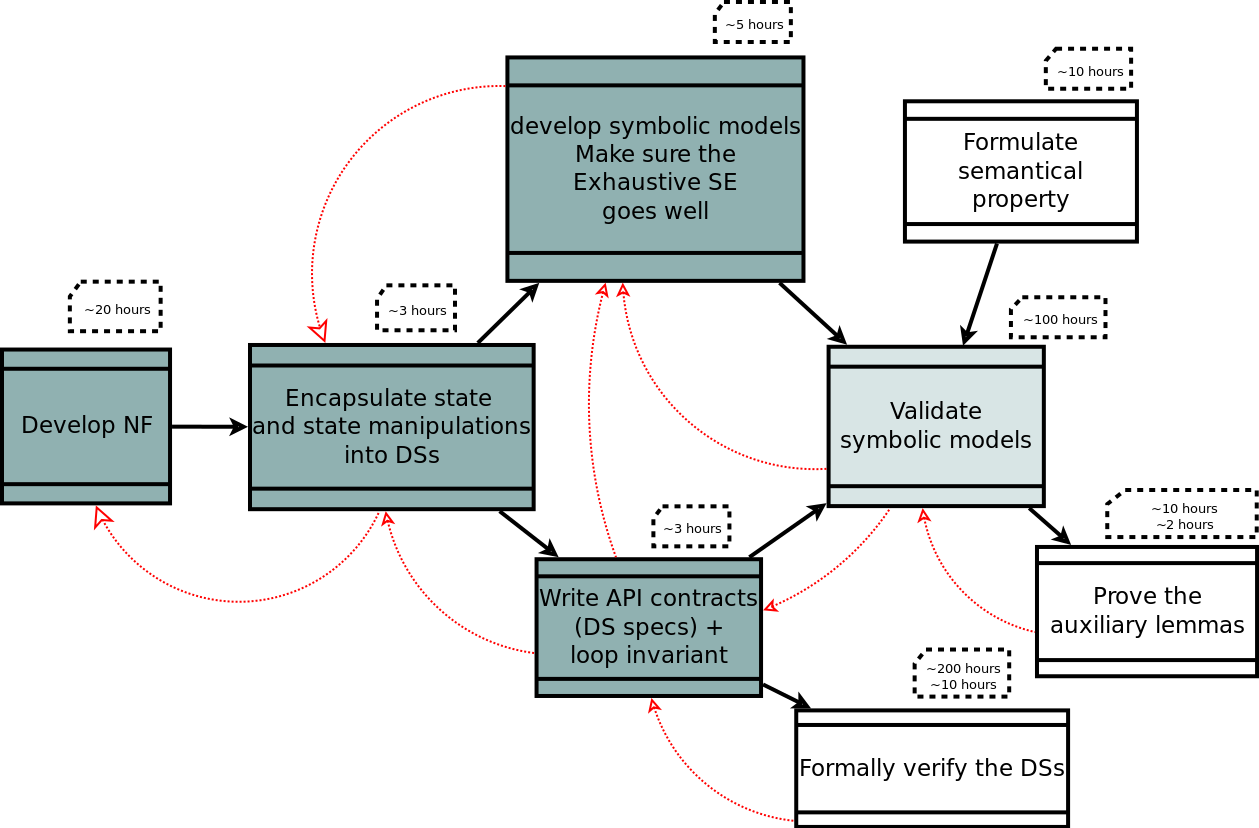 ~5 hours
develop symbolic models
Make sure the
Exhaustive SE
goes well
~10 hours
Formulate
semantical
property
~20 hours
Develop NF
~3 hours
Encapsulate state
and state manipulations
into DSs
~100 hours
Validate
symbolic models
~3 hours
Write API contracts
(DS specs) +
loop invariant
~10 hours
~2 hours
Prove the
auxiliary lemmas
~200 hours
~10 hours
Formally verify the DSs